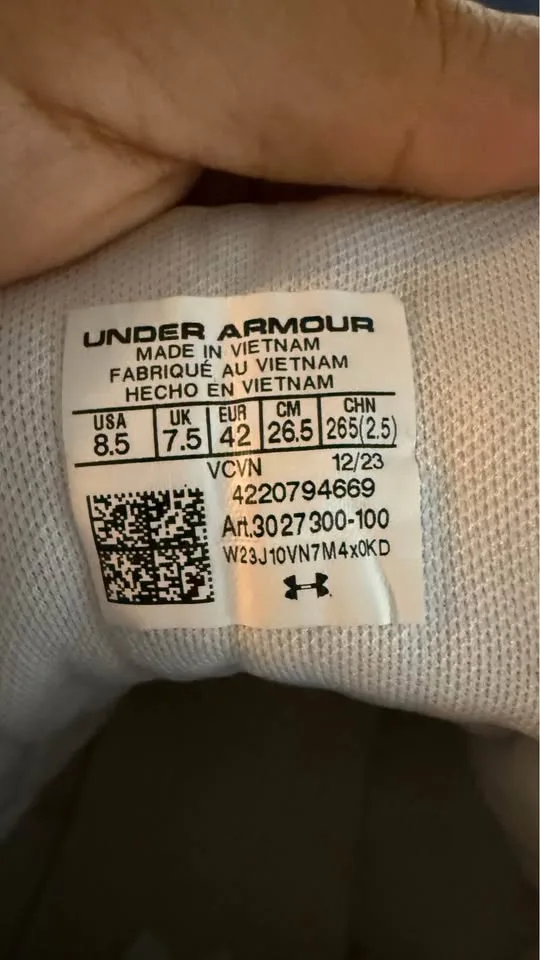 UNDER ARMOUR
MADE IN VIETNAM
FABRIQUÉ AU VIETNAM
HECHO EN VIETNAM
USA UK EUR CM CHN
8.5 7.5 42 26.5 265(2.5)
VCVN 12/23
4220794669
Art.3027300-100
W23J10VN7M4x0KD